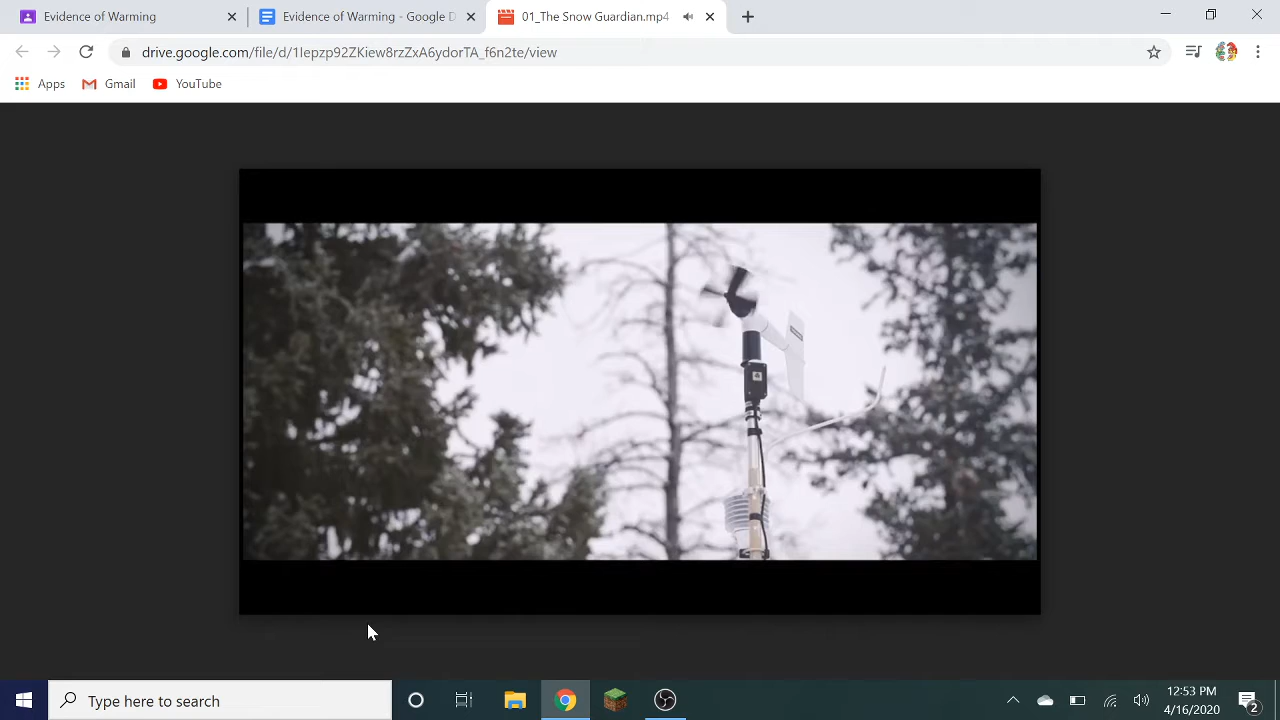 Evidence of Warming
Evidence of Warming - Google D
01_The Snow Guardian.mp4
drive.google.com/file/d/1lepzp92ZKiew8rzZxA6ydorTA_f6n2te/view
Apps
Gmail
YouTube
Type here to search
12:53 PM
4/16/2020
2